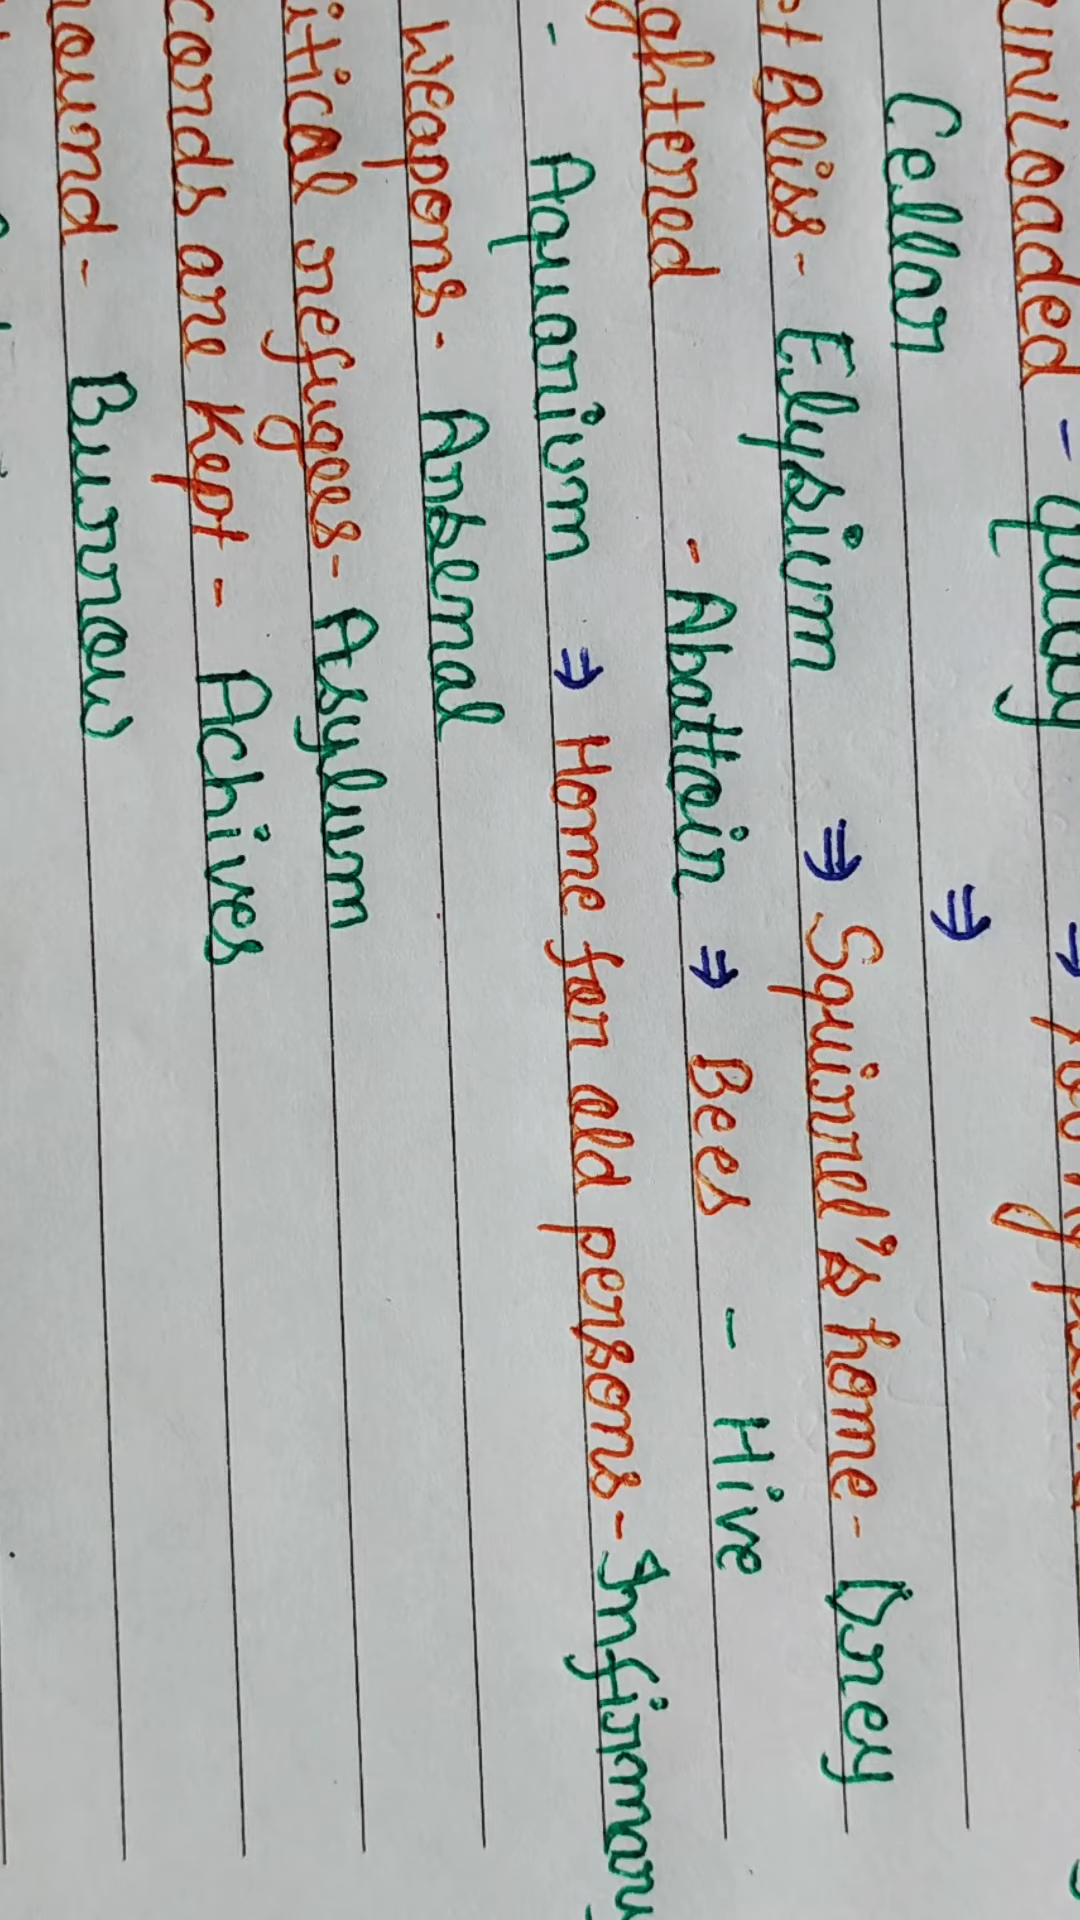 unloaded - quay →
Cellar ⇒
Bliss - Elysium ⇒ Squirrel's home - Drey
ghtered - Abattoir ⇒ Bees - Hive
- Aquarium ⇒ Home for old persons - Infirmary
Weapons - Arsenal
itical refugees - Asylum
cords are Kept - Achives
ound - Burrow